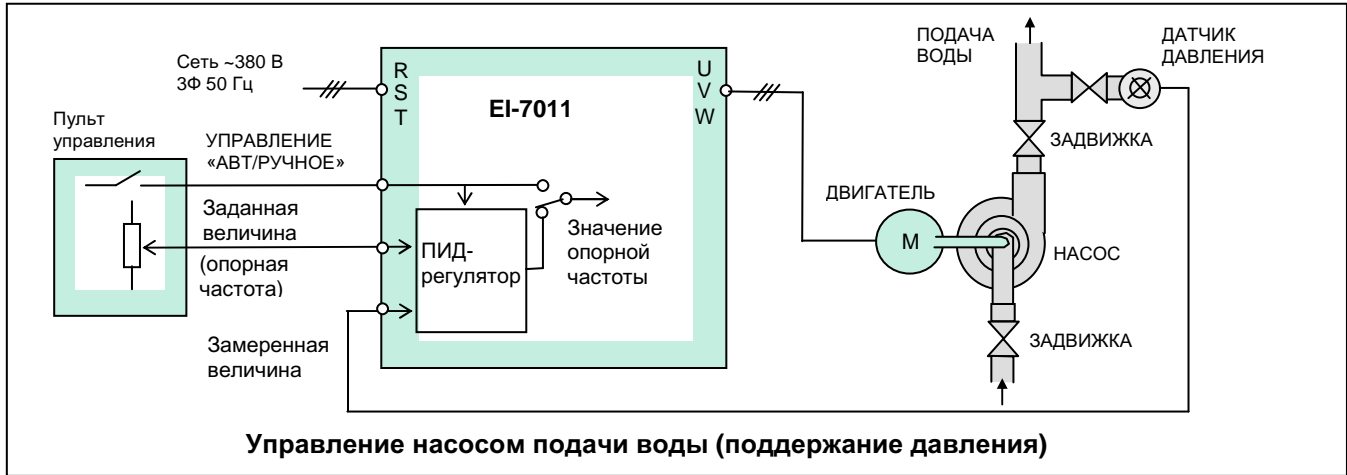 Сеть ~380 В
3Ф 50 Гц
R
S
T
EI-7011
U
V
W
ПОДАЧА
ВОДЫ
ДАТЧИК
ДАВЛЕНИЯ
Пульт
управления
УПРАВЛЕНИЕ
«АВТ/РУЧНОЕ»
ЗАДВИЖКА
Заданная
величина
(опорная
частота)
ПИД-
регулятор
Значение
опорной
частоты
ДВИГАТЕЛЬ
М
НАСОС
Замеренная
величина
ЗАДВИЖКА
Управление насосом подачи воды (поддержание давления)